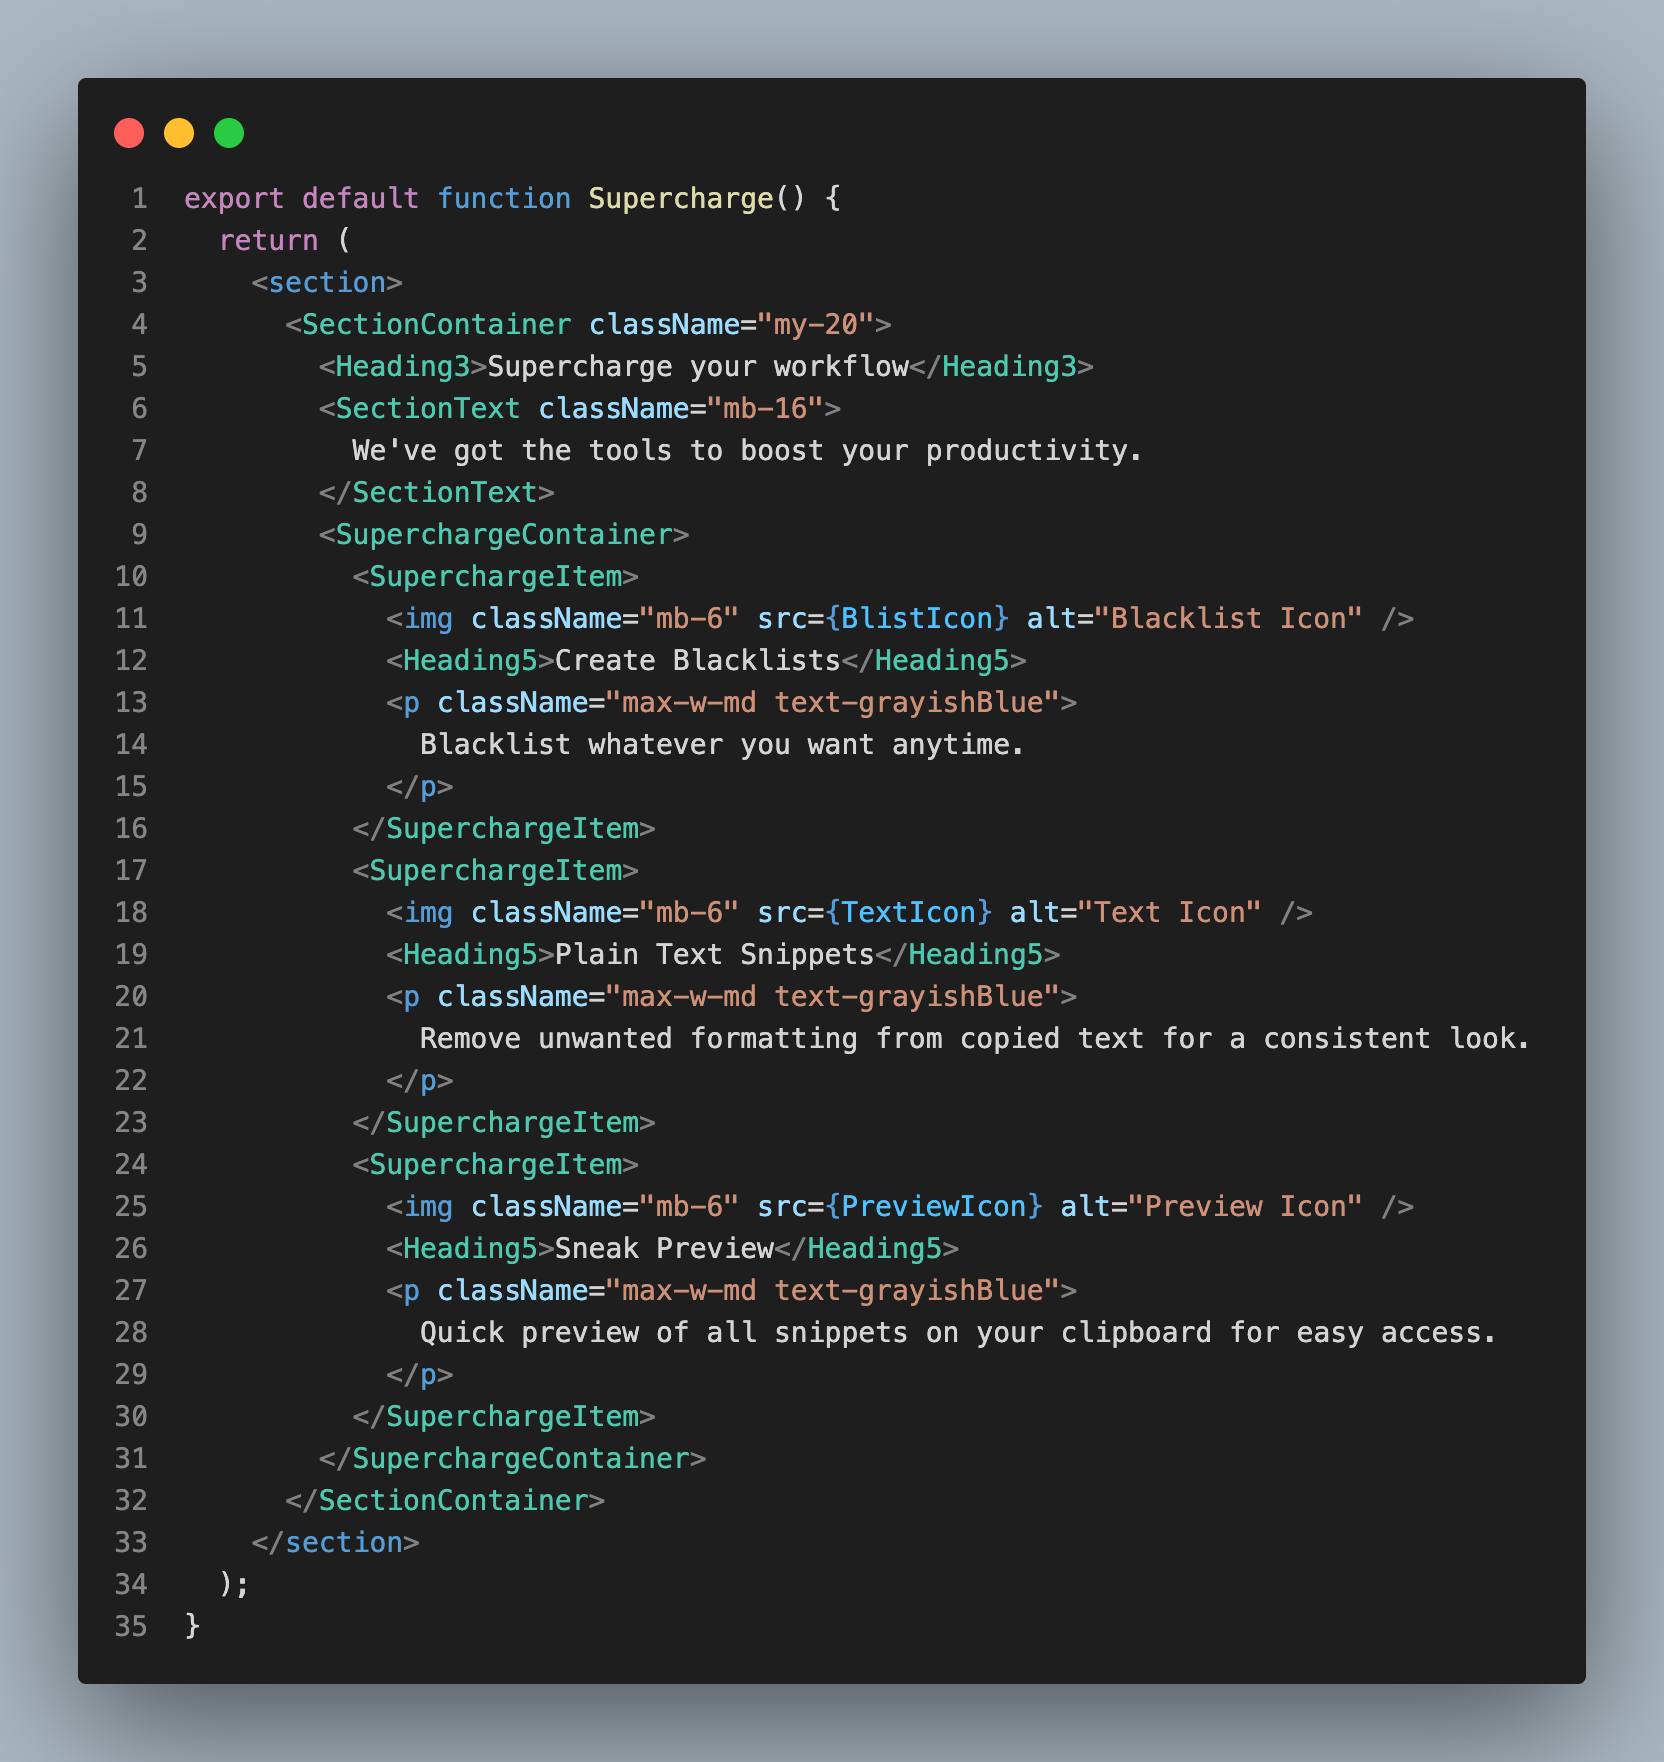 1 export default function Supercharge() {
2   return (
3     <section>
4       <SectionContainer className="my-20">
5         <Heading3>Supercharge your workflow</Heading3>
6         <SectionText className="mb-16">
7           We've got the tools to boost your productivity.
8         </SectionText>
9         <SuperchargeContainer>
10           <SuperchargeItem>
11             <img className="mb-6" src={BlistIcon} alt="Blacklist Icon" />
12             <Heading5>Create Blacklists</Heading5>
13             <p className="max-w-md text-grayishBlue">
14               Blacklist whatever you want anytime.
15             </p>
16           </SuperchargeItem>
17           <SuperchargeItem>
18             <img className="mb-6" src={TextIcon} alt="Text Icon" />
19             <Heading5>Plain Text Snippets</Heading5>
20             <p className="max-w-md text-grayishBlue">
21               Remove unwanted formatting from copied text for a consistent look.
22             </p>
23           </SuperchargeItem>
24           <SuperchargeItem>
25             <img className="mb-6" src={PreviewIcon} alt="Preview Icon" />
26             <Heading5>Sneak Preview</Heading5>
27             <p className="max-w-md text-grayishBlue">
28               Quick preview of all snippets on your clipboard for easy access.
29             </p>
30           </SuperchargeItem>
31         </SuperchargeContainer>
32       </SectionContainer>
33     </section>
34   );
35 }